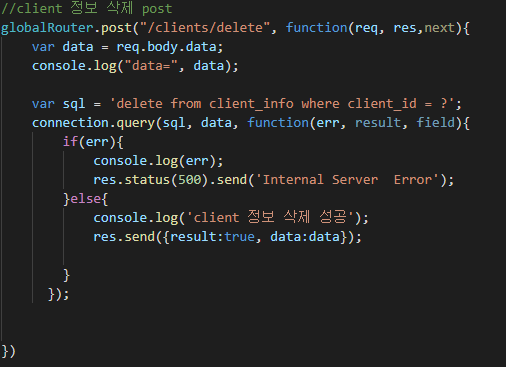 //client 정보 삭제 post
globalRouter.post("/clients/delete", function(req, res,next){
var data = req.body.data;
console.log("data=", data);
var sql = 'delete from client_info where client_id = ?';
connection.query(sql, data, function(err, result, field){
if(err){
console.log(err);
res.status(500).send('Internal Server  Error');
}else{
console.log('client 정보 삭제 성공');
res.send({result:true, data:data});
}
});
})